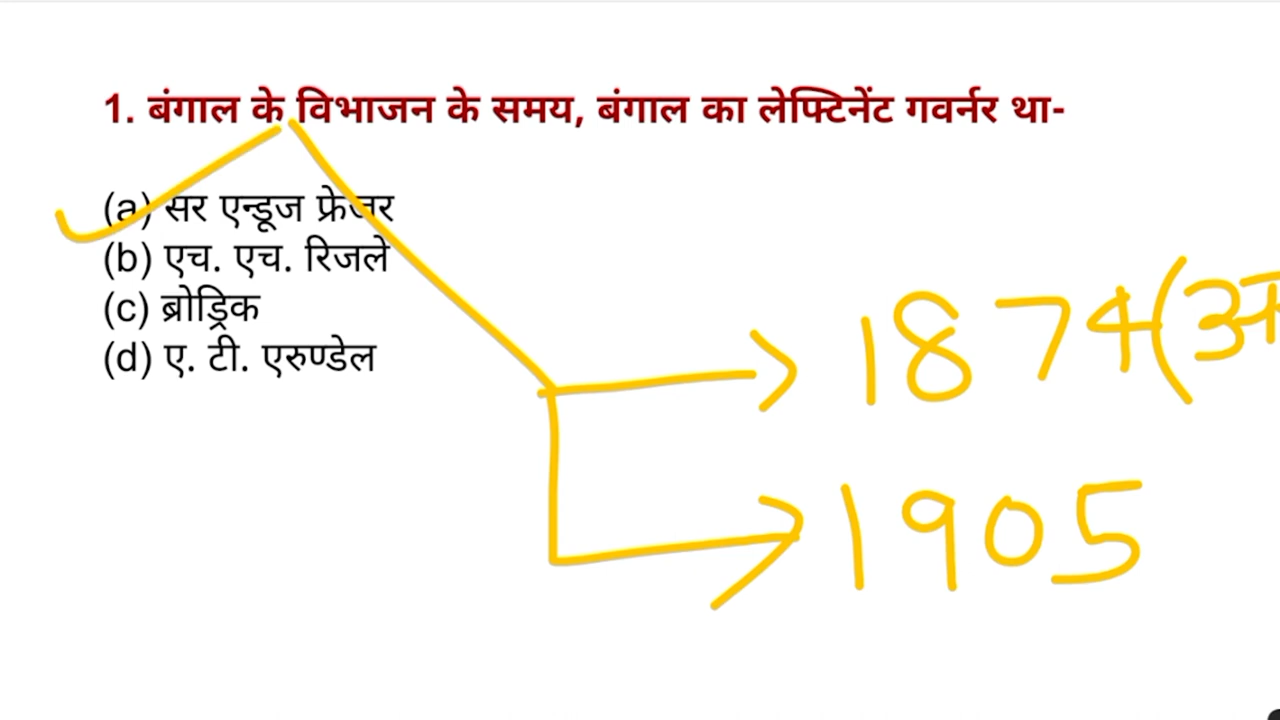 1. बंगाल के विभाजन के समय, बंगाल का लेफ्टिनेंट गवर्नर था-
(a) सर एन्ड्रूज फ्रेजर
(b) एच. एच. रिजले
(c) ब्रोड्रिक
(d) ए. टी. एरुण्डेल
1874(
1905